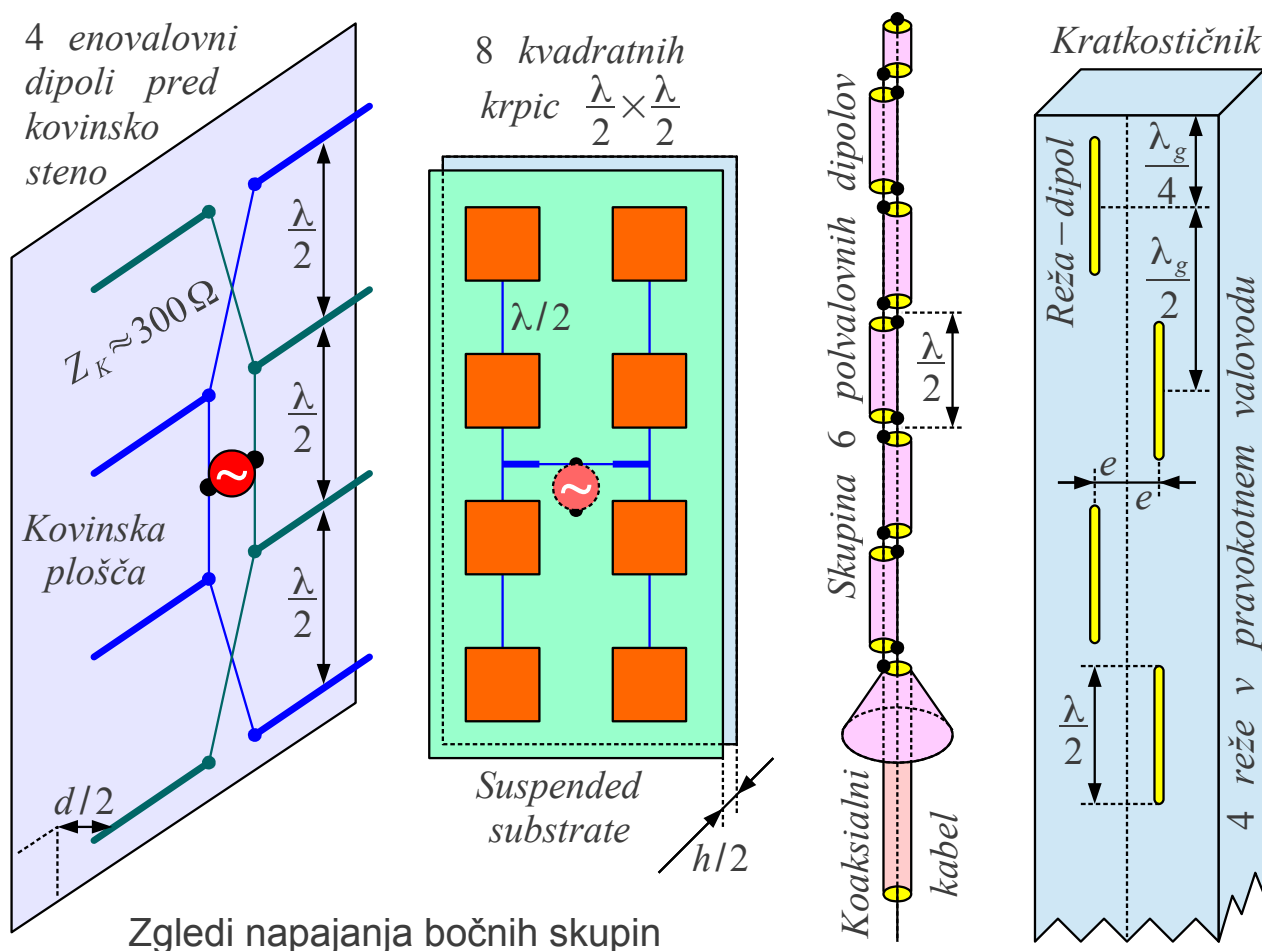 4 enovalovni
dipoli pred
kovinsko
steno
λ/2
λ/2
λ/2
Z_K≈300Ω
~
Kovinska
plošča
d/2
8 kvadratnih
krpic λ/2×λ/2
λ/2
~
Suspended
substrate
h/2
Skupina 6 polvalovnih dipolov
λ/2
Koaksialni
kabel
Kratkostičnik
Reža−dipol
λ_g/4
λ_g/2
e
e
λ/2
4 reže v pravokotnem valovodu
Zgledi napajanja bočnih skupin